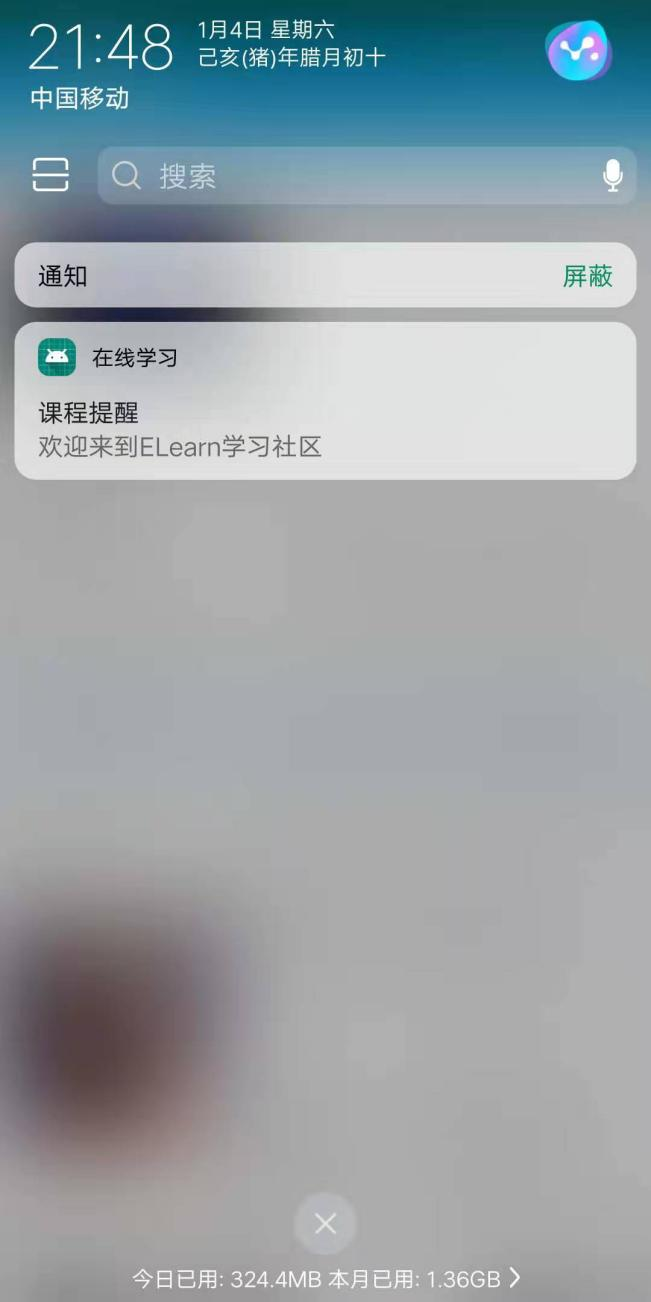 21:48
1月4日 星期六
己亥(猪)年腊月初十
中国移动
搜索
通知
屏蔽
在线学习
课程提醒
欢迎来到ELearn学习社区
今日已用: 324.4MB 本月已用: 1.36GB